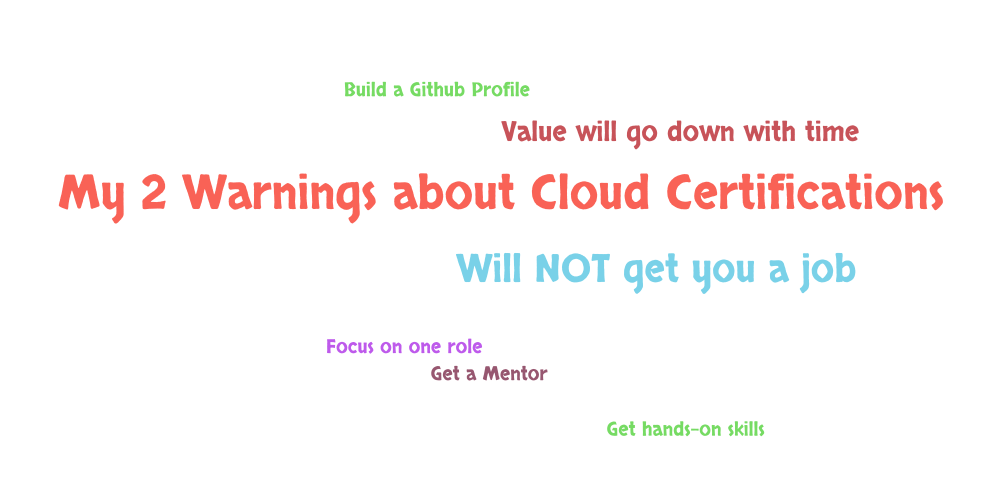 Build a Github Profile
Value will go down with time
My 2 Warnings about Cloud Certifications
Will NOT get you a job
Focus on one role
Get a Mentor
Get hands-on skills